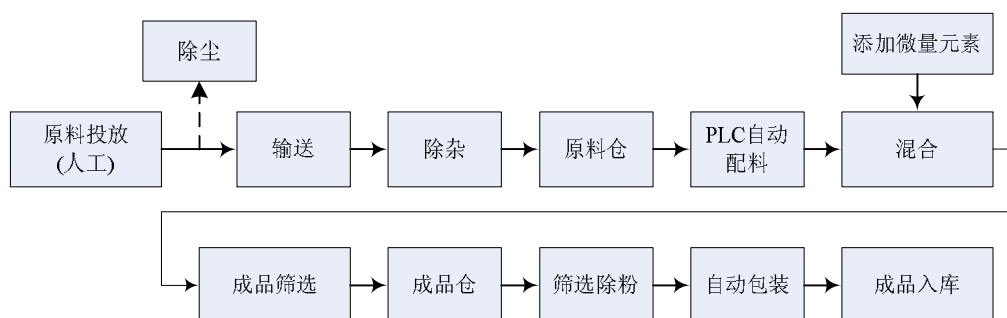 除尘
添加微量元素
原料投放
(人工)
输送
除杂
原料仓
PLC自动
配料
混合
成品筛选
成品仓
筛选除粉
自动包装
成品入库